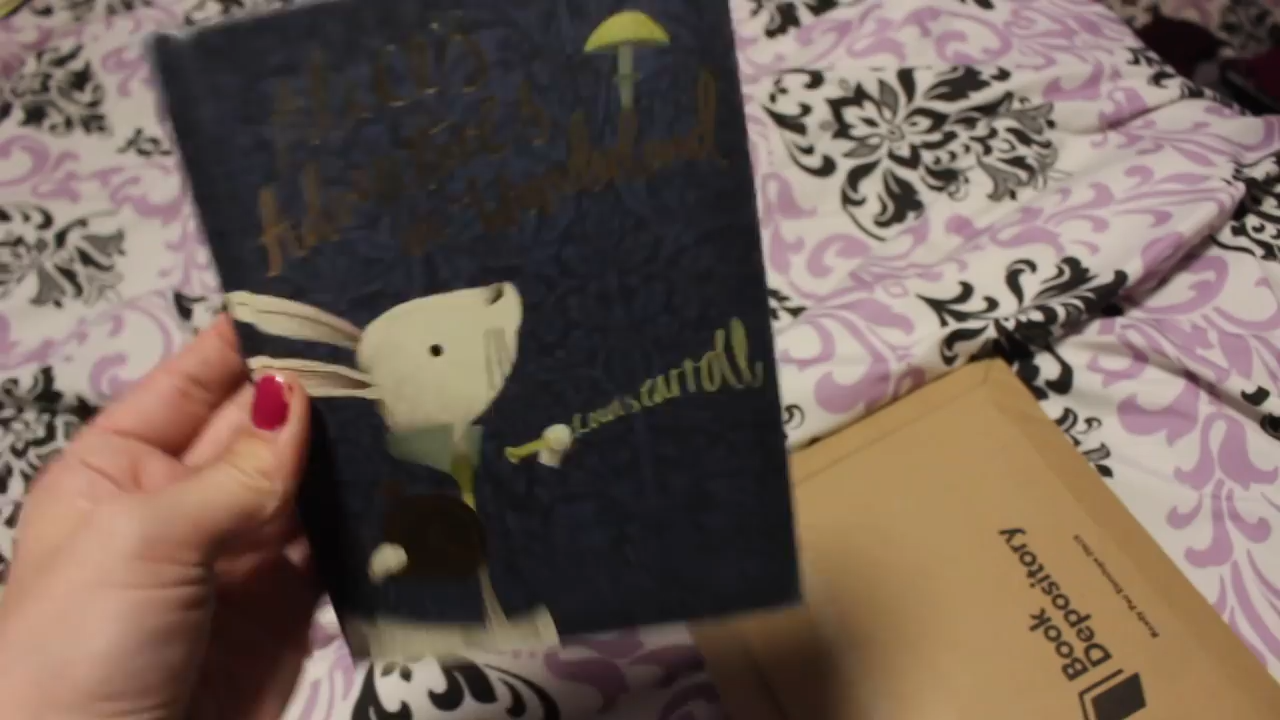 Alice's
Adventures
in Wonderland
Lewis Carroll
Book
Depository